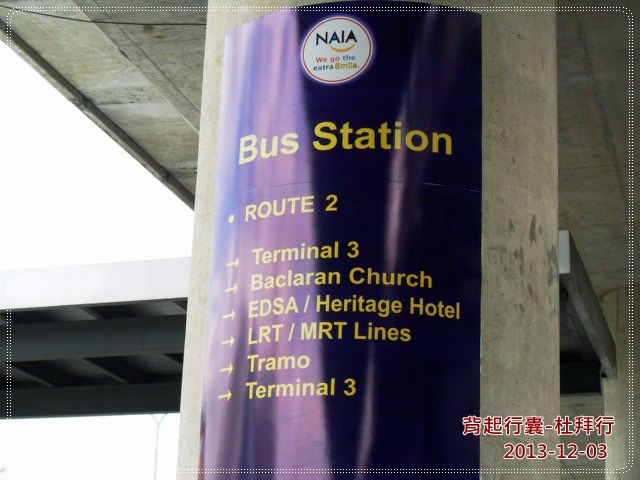 NAIA
We go the
extra Smile.
Bus Station
• ROUTE 2
→ Terminal 3
→ Baclaran Church
→ EDSA / Heritage Hotel
→ LRT / MRT Lines
→ Tramo
→ Terminal 3
背起行囊-杜拜行
2013-12-03